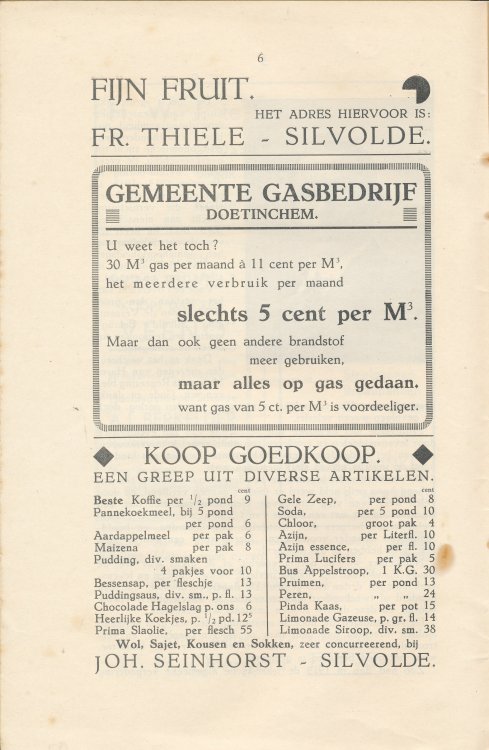 6
FIJN FRUIT.
HET ADRES HIERVOOR IS:
FR. THIELE - SILVOLDE.
GEMEENTE GASBEDRIJF
DOETINCHEM.
U weet het toch?
30 M³ gas per maand à 11 cent per M³,
het meerdere verbruik per maand
slechts 5 cent per M³.
Maar dan ook geen andere brandstof
meer gebruiken,
maar alles op gas gedaan.
want gas van 5 ct. per M³ is voordeeliger.
KOOP GOEDKOOP.
EEN GREEP UIT DIVERSE ARTIKELEN.
cent
Beste Koffie per ½ pond 9
Pannekoekmeel, bij 5 pond
per pond 6
Aardappelmeel per pak 6
Maizena per pak 8
Pudding, div. smaken
4 pakjes voor 10
Bessensap, per fleschje 13
Puddingsaus, div. sm., p. fl. 13
Chocolade Hagelslag p. ons 6
Heerlijke Koekjes, p. ½ pd. 12⁵
Prima Slaolie, per flesch 55
cent
Gele Zeep, per pond 8
Soda, per 5 pond 10
Chloor, groot pak 4
Azijn, per Literfl. 10
Azijn essence, per fl. 10
Prima Lucifers per pak 5
Bus Appelstroop, 1 K.G. 30
Pruimen, per pond 13
Peren, „ „ 24
Pinda Kaas, per pot 15
Limonade Gazeuse, p. gr. fl. 14
Limonade Siroop, div. sm. 38
Wol, Sajet, Kousen en Sokken, zeer concurreerend, bij
JOH. SEINHORST - SILVOLDE.